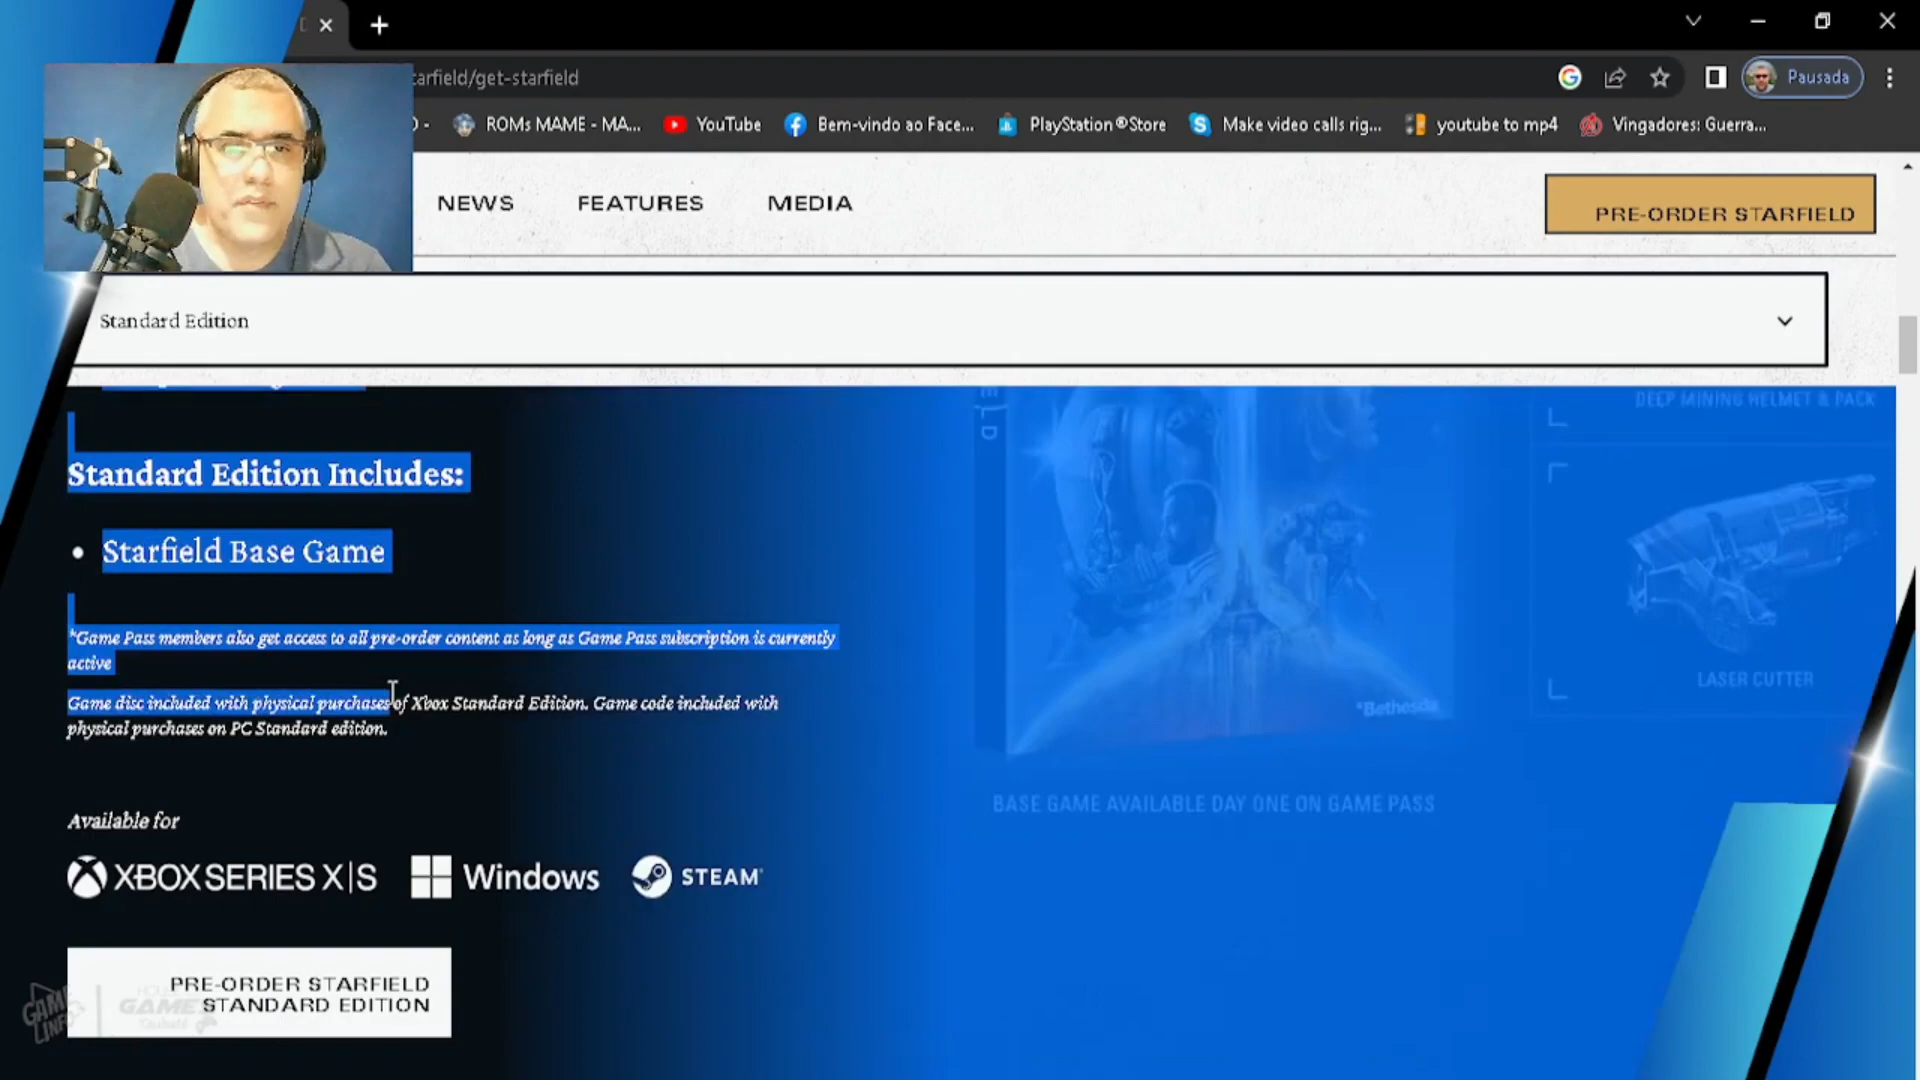 arfield/get-starfield
Pausada
ROMs MAME - MA...
YouTube
Bem-vindo ao Face...
PlayStation®Store
Make video calls rig...
youtube to mp4
Vingadores: Guerra...
NEWS
FEATURES
MEDIA
PRE-ORDER STARFIELD
Standard Edition
DEEP MINING HELMET & PACK
Standard Edition Includes:
• Starfield Base Game
*Game Pass members also get access to all pre-order content as long as Game Pass subscription is currently
active
Game disc included with physical purchases of Xbox Standard Edition. Game code included with
physical purchases on PC Standard edition.
LASER CUTTER
*Bethesda
BASE GAME AVAILABLE DAY ONE ON GAME PASS
Available for
XBOX SERIES X|S
Windows
STEAM
PRE-ORDER STARFIELD
STANDARD EDITION
GAME
LINFO
GAMES
Taubaté